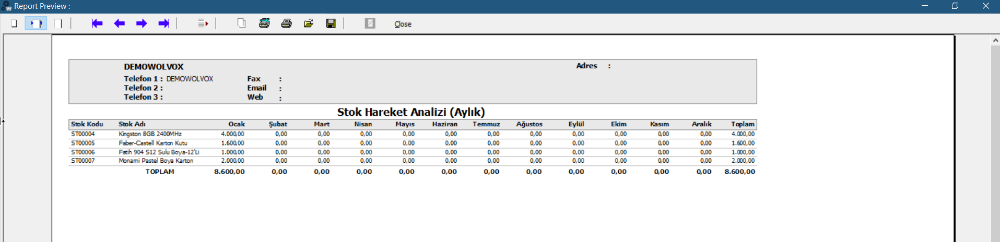 Report Preview :
Close
DEMOWOLVOX Adres :
Telefon 1 : DEMOWOLVOX Fax :
Telefon 2 : Email :
Telefon 3 : Web :
Stok Hareket Analizi (Aylık)
Stok Kodu Stok Adı Ocak Şubat Mart Nisan Mayıs Haziran Temmuz Ağustos Eylül Ekim Kasım Aralık Toplam
ST00004 Kingston 8GB 2400MHz 4.000,00 0,00 0,00 0,00 0,00 0,00 0,00 0,00 0,00 0,00 0,00 0,00 4.000,00
ST00005 Faber-Castell Karton Kutu 1.600,00 0,00 0,00 0,00 0,00 0,00 0,00 0,00 0,00 0,00 0,00 0,00 1.600,00
ST00006 Fatih 904 S12 Sulu Boya-12'Li 1.000,00 0,00 0,00 0,00 0,00 0,00 0,00 0,00 0,00 0,00 0,00 0,00 1.000,00
ST00007 Monami Pastel Boya Karton 2.000,00 0,00 0,00 0,00 0,00 0,00 0,00 0,00 0,00 0,00 0,00 0,00 2.000,00
TOPLAM 8.600,00 0,00 0,00 0,00 0,00 0,00 0,00 0,00 0,00 0,00 0,00 0,00 8.600,00